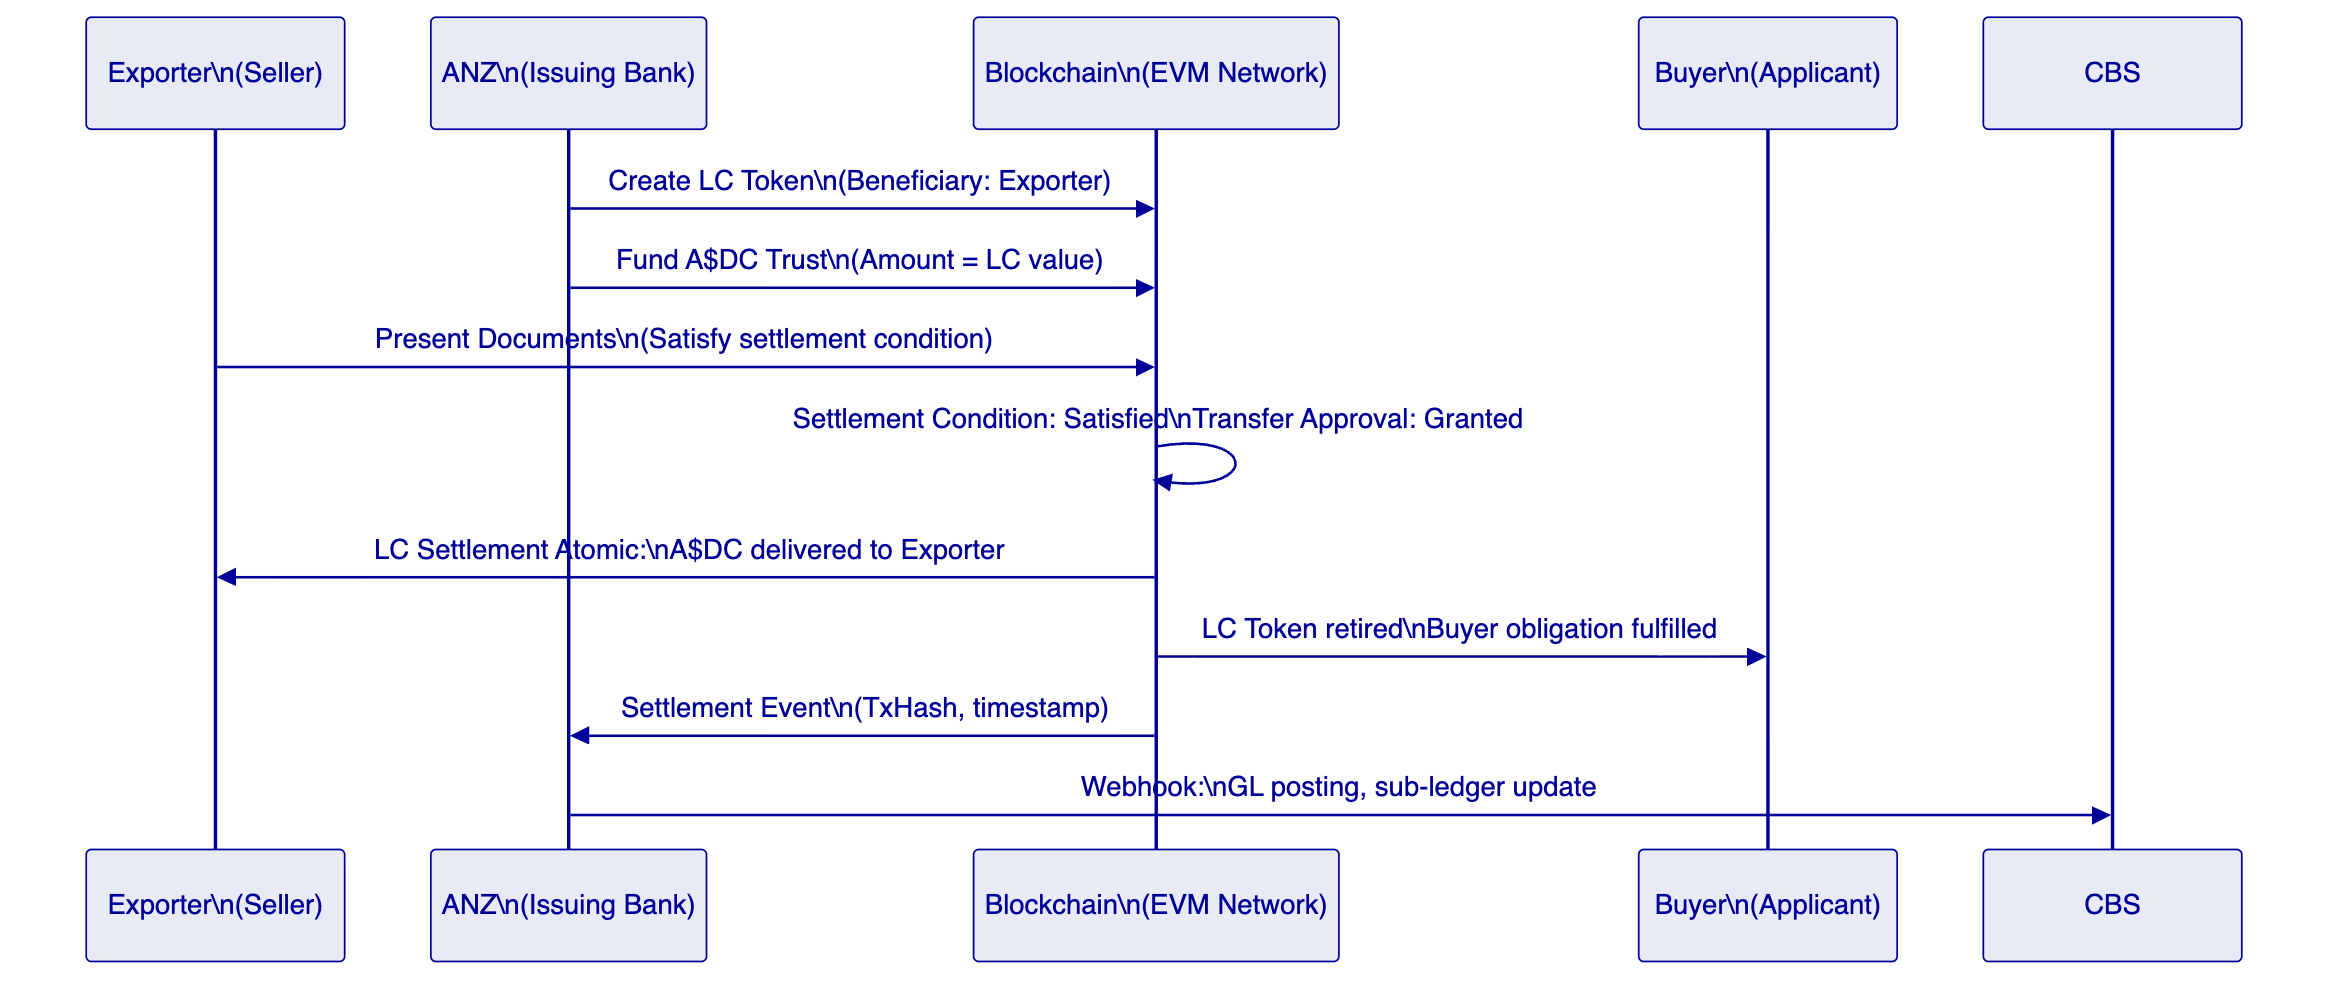 Exporter\n(Seller)
ANZ\n(Issuing Bank)
Blockchain\n(EVM Network)
Buyer\n(Applicant)
CBS
Create LC Token\n(Beneficiary: Exporter)
Fund A$DC Trust\n(Amount = LC value)
Present Documents\n(Satisfy settlement condition)
Settlement Condition: Satisfied\nTransfer Approval: Granted
LC Settlement Atomic:\nA$DC delivered to Exporter
LC Token retired\nBuyer obligation fulfilled
Settlement Event\n(TxHash, timestamp)
Webhook:\nGL posting, sub-ledger update
Exporter\n(Seller)
ANZ\n(Issuing Bank)
Blockchain\n(EVM Network)
Buyer\n(Applicant)
CBS